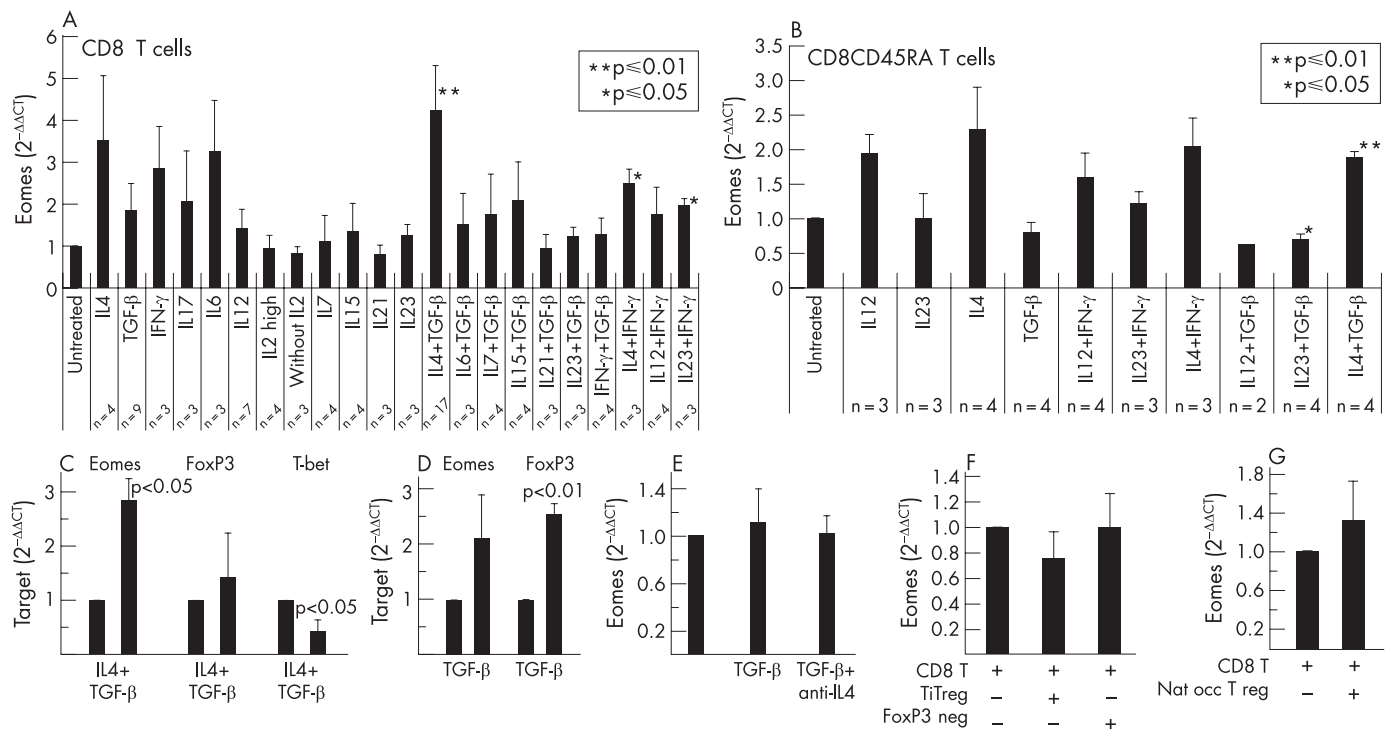 A
CD8 T cells
Eomes (2⁻ΔΔCT)
6
5
4
3
2
1
0
**p⩽0.01
*p⩽0.05
**
*
*
Untreated
IL4
TGF-β
IFN-γ
IL17
IL6
IL12
IL2 high
Without IL2
IL7
IL15
IL21
IL23
IL4+TGF-β
IL6+TGF-β
IL7+TGF-β
IL15+TGF-β
IL21+TGF-β
IL23+TGF-β
IFN-γ+TGF-β
IL4+IFN-γ
IL12+IFN-γ
IL23+IFN-γ
n=4
n=9
n=3
n=3
n=3
n=7
n=4
n=3
n=4
n=4
n=3
n=3
n=17
n=3
n=4
n=4
n=3
n=3
n=4
n=3
n=4
n=3
B
CD8CD45RA T cells
Eomes (2⁻ΔΔCT)
3.5
3.0
2.5
2.0
1.5
1.0
0.5
0
**p⩽0.01
*p⩽0.05
*
**
Untreated
IL12
IL23
IL4
TGF-β
IL12+IFN-γ
IL23+IFN-γ
IL4+IFN-γ
IL12+TGF-β
IL23+TGF-β
IL4+TGF-β
n=3
n=3
n=4
n=4
n=4
n=3
n=3
n=2
n=4
n=4
C
Eomes FoxP3 T-bet
Target (2⁻ΔΔCT)
3
2
1
p<0.05
p<0.05
IL4+ IL4+ IL4+
TGF-β TGF-β TGF-β
D
Eomes FoxP3
Target (2⁻ΔΔCT)
3
2
1
p<0.01
TGF-β TGF-β
E
Eomes (2⁻ΔΔCT)
1.4
1.0
0.6
0.2
TGF-β TGF-β+
anti-IL4
F
Eomes (2⁻ΔΔCT)
1.4
1.2
1.0
0.8
0.6
0.4
0.2
CD8 T + + +
TiTreg – + –
FoxP3 neg – – +
G
Eomes (2⁻ΔΔCT)
1.8
1.4
1.0
0.6
0.2
CD8 T + +
Nat occ T reg – +